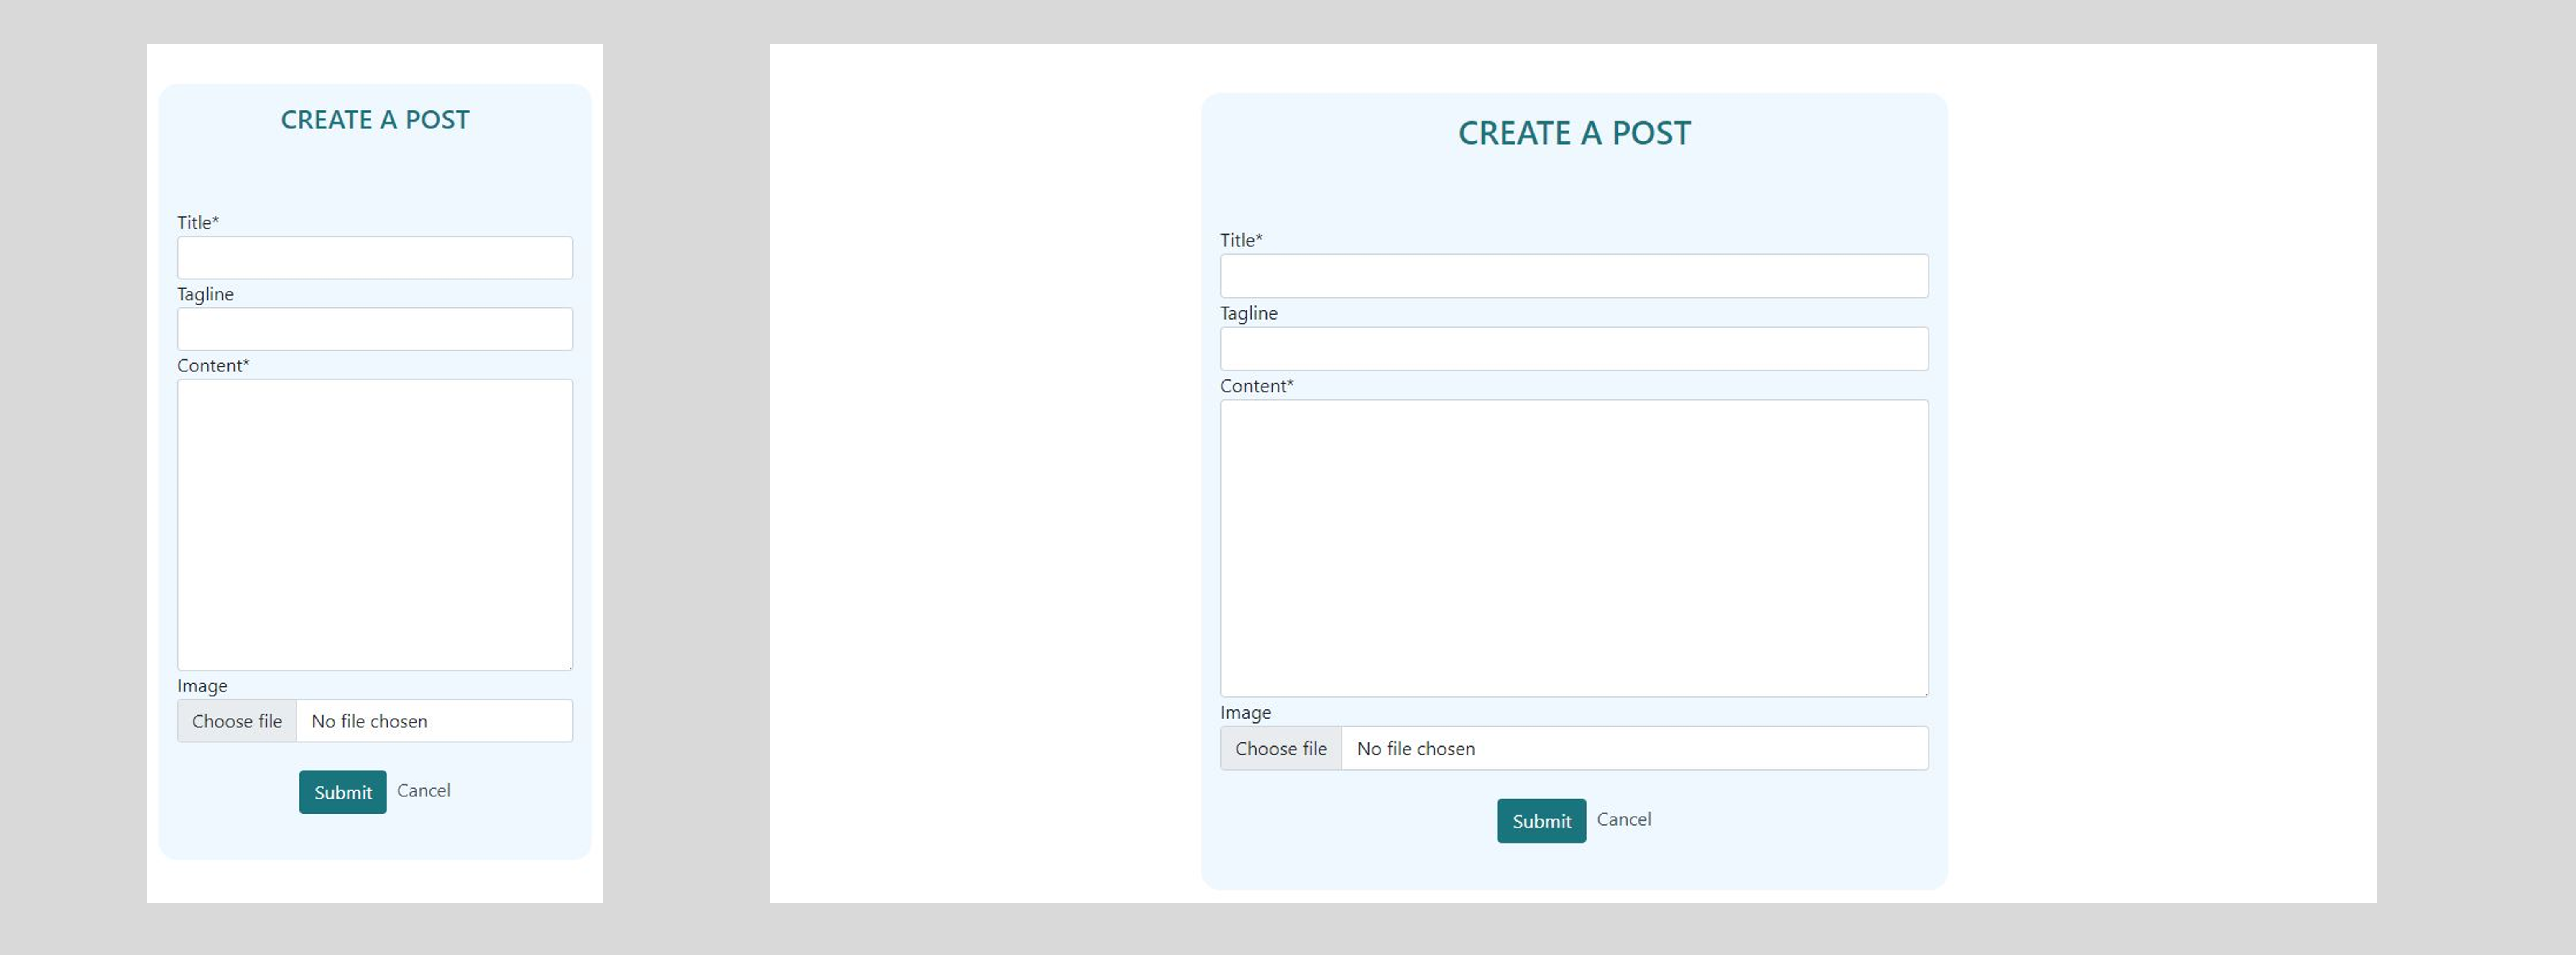 CREATE A POST
Title*
Tagline
Content*
Image
Choose file No file chosen
Submit Cancel
CREATE A POST
Title*
Tagline
Content*
Image
Choose file No file chosen
Submit Cancel